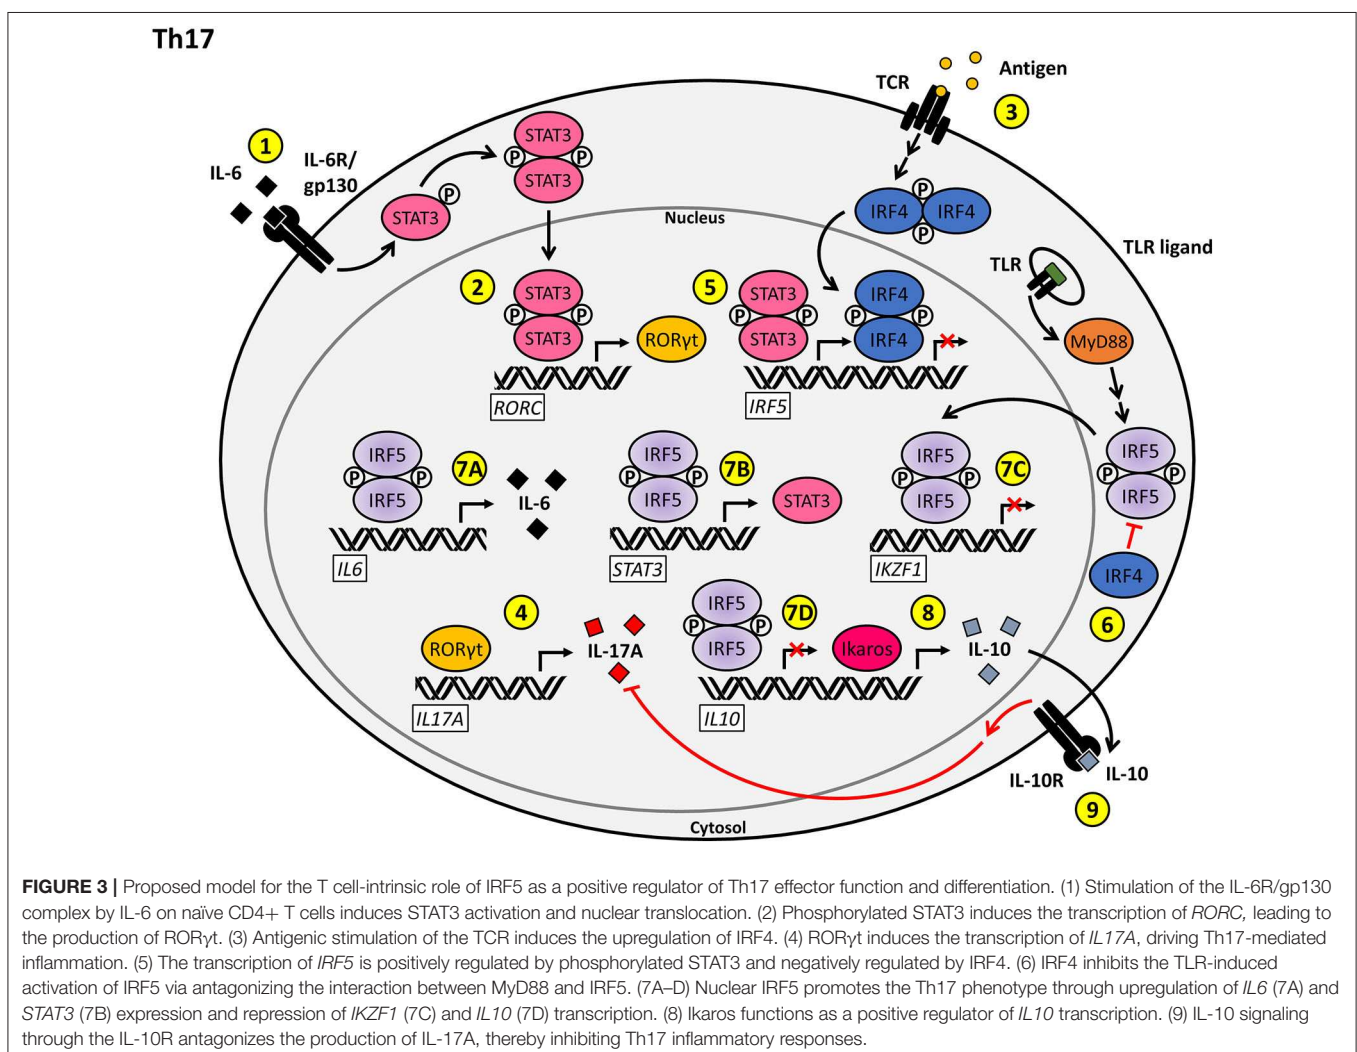 Th17
Antigen
TCR
3
1
IL-6
IL-6R/
gp130
STAT3
P
STAT3
P P
STAT3
P
IRF4 IRF4
P
Nucleus
TLR ligand
TLR
2
STAT3
P P
STAT3
RORγt
RORC
5
STAT3
P P
STAT3
IRF4
P P
IRF4
IRF5
MyD88
IRF5
P P
IRF5
IRF4
6
IRF5
P P
IRF5
7A
IL-6
IL6
IRF5
P P
IRF5
7B
STAT3
STAT3
IRF5
P P
IRF5
7C
IKZF1
4
RORγt
IL-17A
IL17A
IRF5
P P
IRF5
7D
Ikaros
8
IL-10
IL10
IL-10R
IL-10
9
Cytosol
FIGURE 3 | Proposed model for the T cell-intrinsic role of IRF5 as a positive regulator of Th17 effector function and differentiation. (1) Stimulation of the IL-6R/gp130
complex by IL-6 on naïve CD4+ T cells induces STAT3 activation and nuclear translocation. (2) Phosphorylated STAT3 induces the transcription of RORC, leading to
the production of RORγt. (3) Antigenic stimulation of the TCR induces the upregulation of IRF4. (4) RORγt induces the transcription of IL17A, driving Th17-mediated
inflammation. (5) The transcription of IRF5 is positively regulated by phosphorylated STAT3 and negatively regulated by IRF4. (6) IRF4 inhibits the TLR-induced
activation of IRF5 via antagonizing the interaction between MyD88 and IRF5. (7A–D) Nuclear IRF5 promotes the Th17 phenotype through upregulation of IL6 (7A) and
STAT3 (7B) expression and repression of IKZF1 (7C) and IL10 (7D) transcription. (8) Ikaros functions as a positive regulator of IL10 transcription. (9) IL-10 signaling
through the IL-10R antagonizes the production of IL-17A, thereby inhibiting Th17 inflammatory responses.